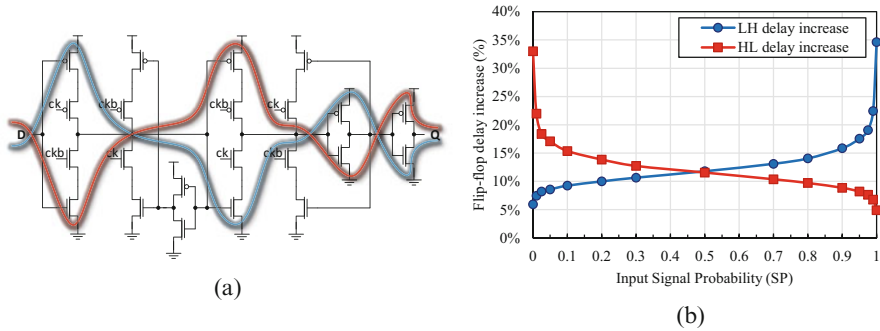 D
ck
ckb
ckb
ck
ck
ckb
ckb
ck
Q
(a)
40%
35%
30%
25%
20%
15%
10%
5%
0%
Flip-flop delay increase (%)
LH delay increase
HL delay increase
0 0.1 0.2 0.3 0.4 0.5 0.6 0.7 0.8 0.9 1
Input Signal Probability (SP)
(b)